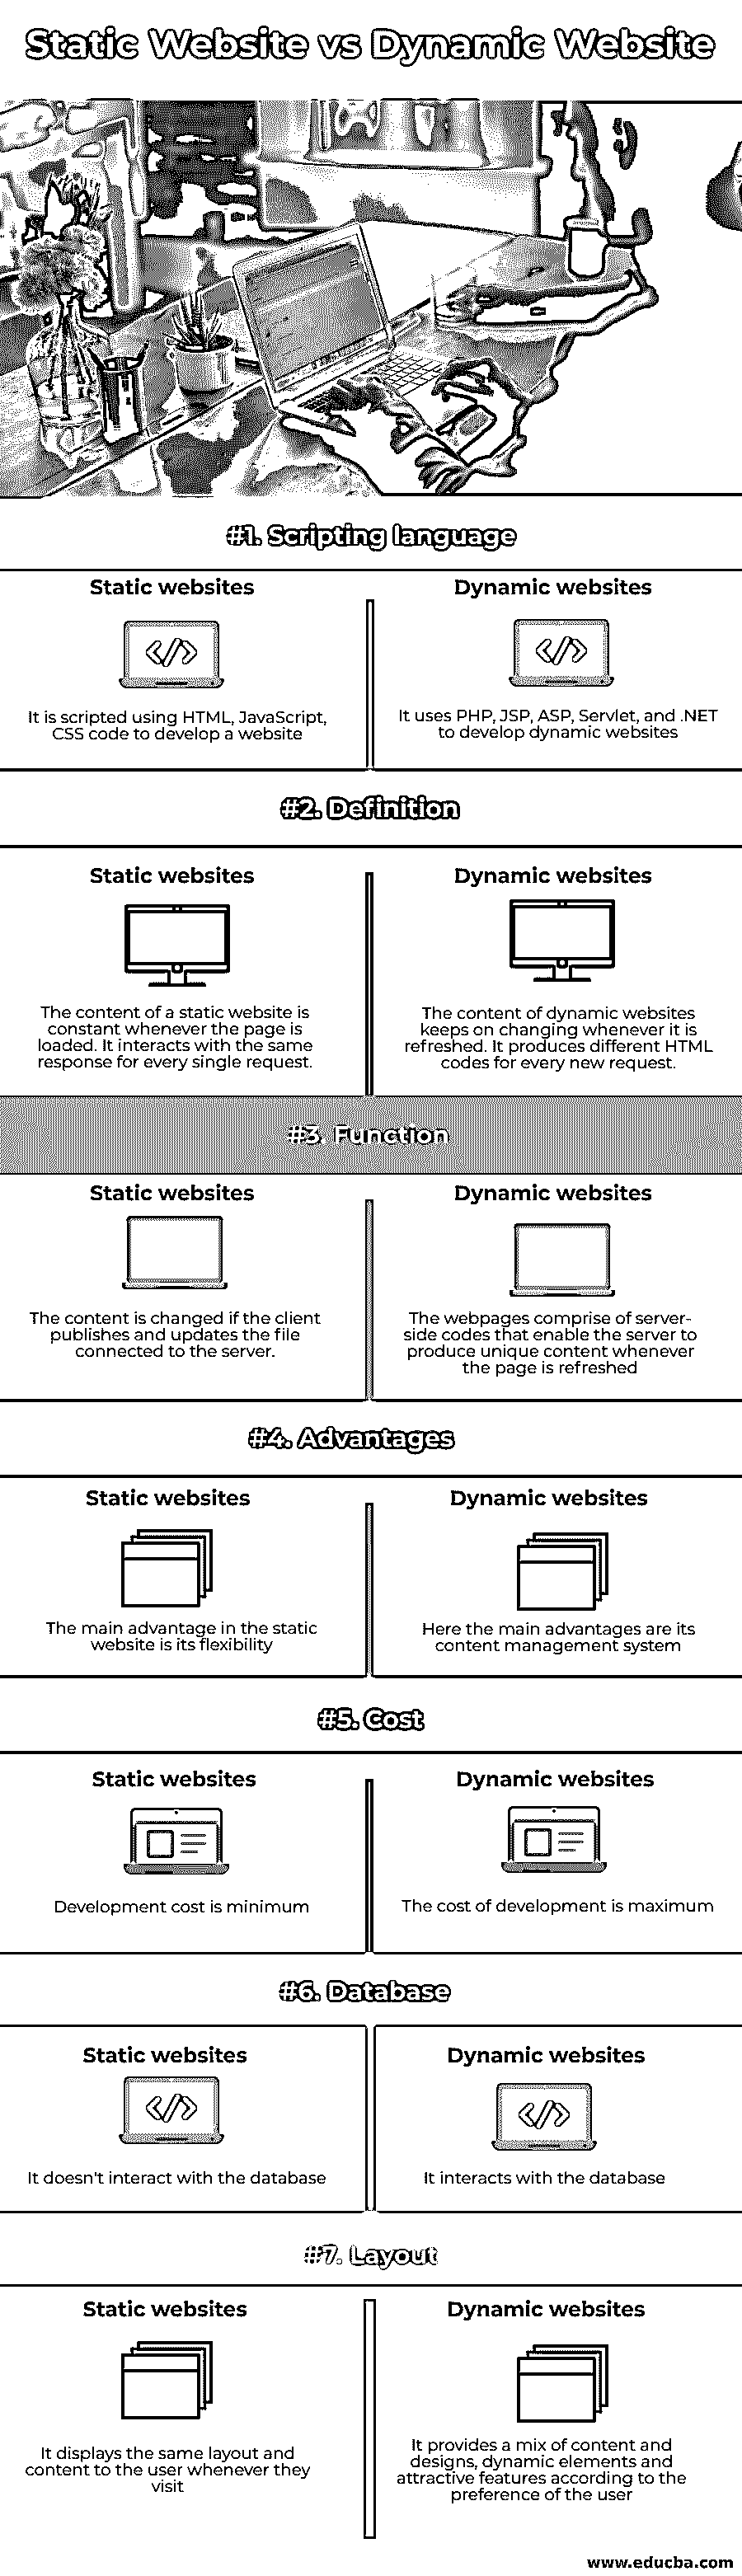 Static Website vs Dynamic Website
#1. Scripting language
Static websites
It is scripted using HTML, JavaScript,
CSS code to develop a website
Dynamic websites
It uses PHP, JSP, ASP, Servlet, and .NET
to develop dynamic websites
#2. Definition
Static websites
The content of a static website is
constant whenever the page is
loaded. It interacts with the same
response for every single request.
Dynamic websites
The content of dynamic websites
keeps on changing whenever it is
refreshed. It produces different HTML
codes for every new request.
#3. Function
Static websites
The content is changed if the client
publishes and updates the file
connected to the server.
Dynamic websites
The webpages comprise of server-
side codes that enable the server to
produce unique content whenever
the page is refreshed
#4. Advantages
Static websites
The main advantage in the static
website is its flexibility
Dynamic websites
Here the main advantages are its
content management system
#5. Cost
Static websites
Development cost is minimum
Dynamic websites
The cost of development is maximum
#6. Database
Static websites
It doesn't interact with the database
Dynamic websites
It interacts with the database
#7. Layout
Static websites
It displays the same layout and
content to the user whenever they
visit
Dynamic websites
It provides a mix of content and
designs, dynamic elements and
attractive features according to the
preference of the user
www.educba.com